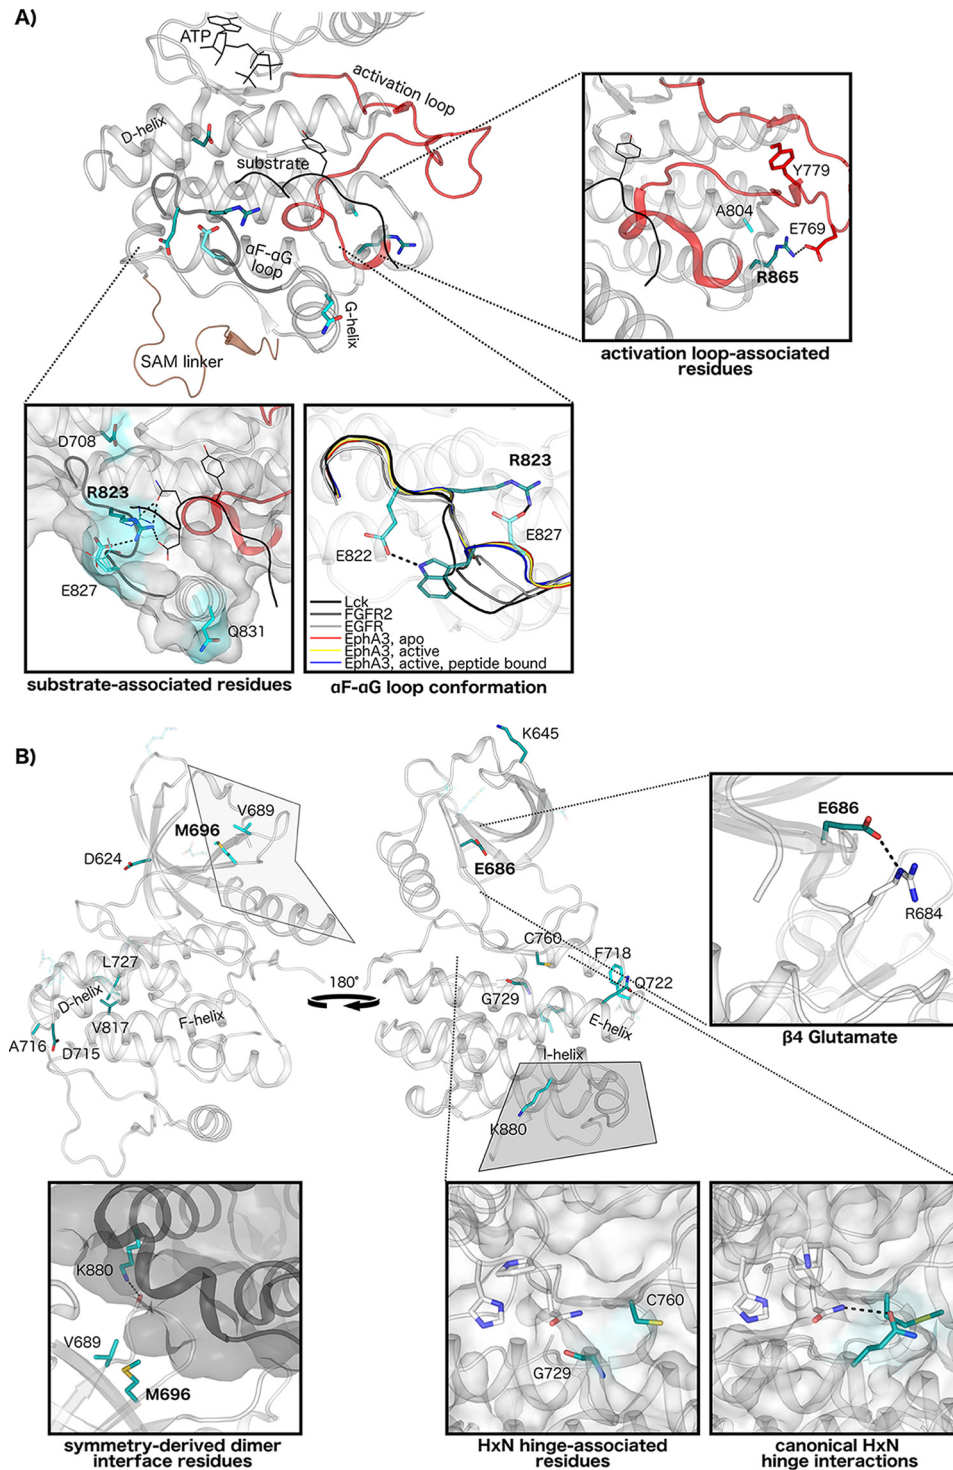 A)
ATP
activation loop
D-helix
substrate
αF-αG
loop
G-helix
SAM linker
Y779
A804
E769
R865
activation loop-associated
residues
D708
R823
E827
Q831
substrate-associated residues
R823
E822
E827
Lck
FGFR2
EGFR
EphA3, apo
EphA3, active
EphA3, active, peptide bound
αF-αG loop conformation
B)
V689
M696
D624
L727
D-helix
V817
F-helix
A716
D715
180°
K645
E686
C760
F718
Q722
G729
E-helix
I-helix
K880
E686
R684
β4 Glutamate
K880
V689
M696
symmetry-derived dimer
interface residues
C760
G729
HxN hinge-associated
residues
canonical HxN
hinge interactions